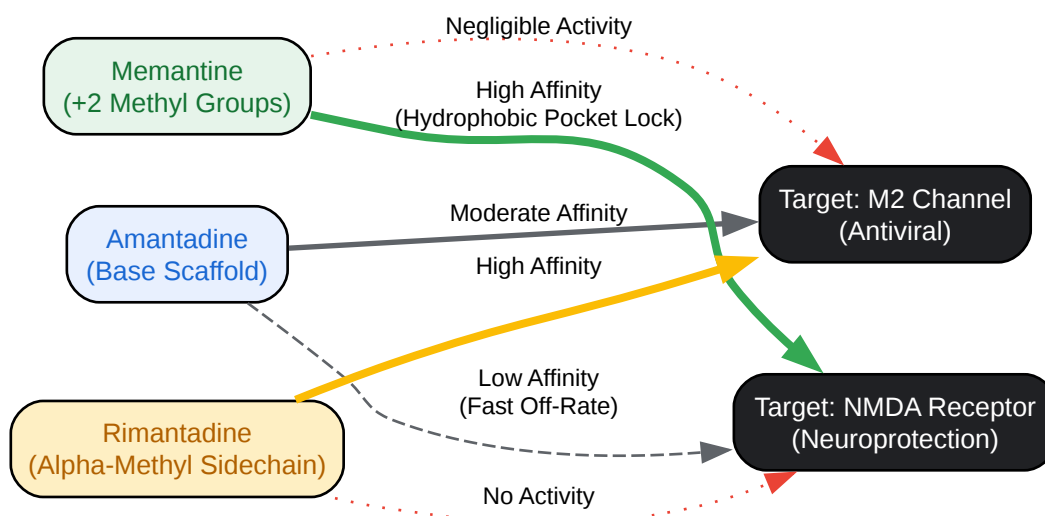 Negligible Activity
Memantine
(+2 Methyl Groups)
High Affinity
(Hydrophobic Pocket Lock)
Target: M2 Channel
(Antiviral)
Amantadine
(Base Scaffold)
Moderate Affinity
High Affinity
Low Affinity
(Fast Off-Rate)
Target: NMDA Receptor
(Neuroprotection)
Rimantadine
(Alpha-Methyl Sidechain)
No Activity